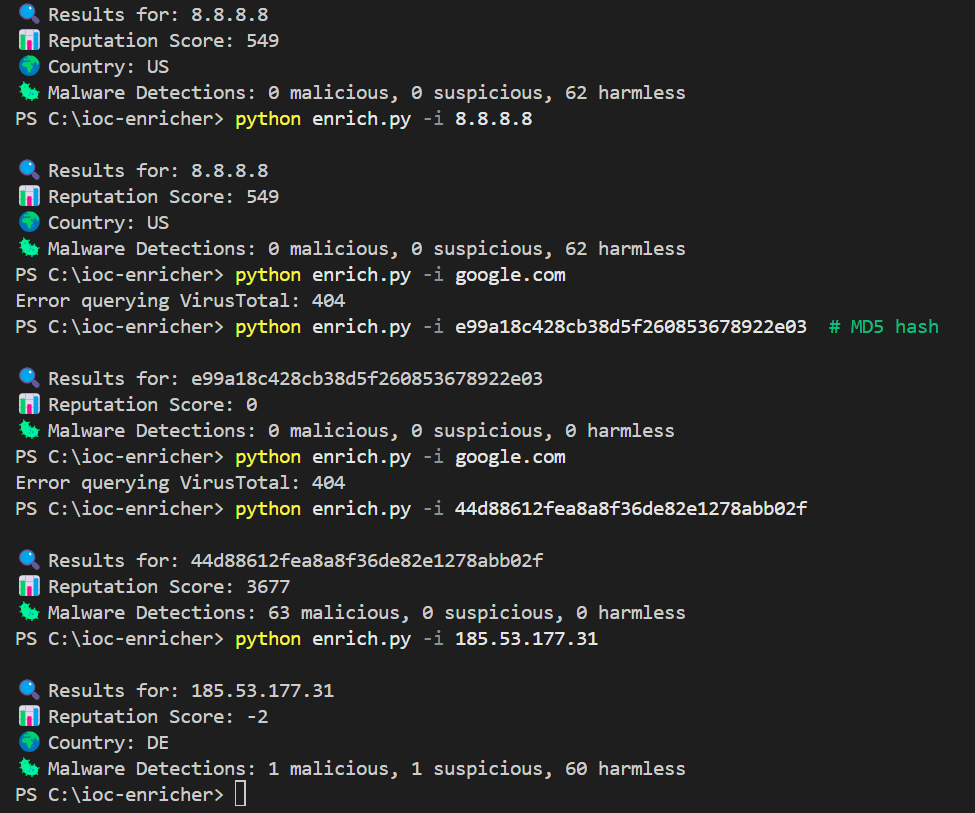 🔍 Results for: 8.8.8.8
📊 Reputation Score: 549
🌍 Country: US
🦠 Malware Detections: 0 malicious, 0 suspicious, 62 harmless
PS C:\ioc-enricher> python enrich.py -i 8.8.8.8
🔍 Results for: 8.8.8.8
📊 Reputation Score: 549
🌍 Country: US
🦠 Malware Detections: 0 malicious, 0 suspicious, 62 harmless
PS C:\ioc-enricher> python enrich.py -i google.com
Error querying VirusTotal: 404
PS C:\ioc-enricher> python enrich.py -i e99a18c428cb38d5f260853678922e03  # MD5 hash
🔍 Results for: e99a18c428cb38d5f260853678922e03
📊 Reputation Score: 0
🦠 Malware Detections: 0 malicious, 0 suspicious, 0 harmless
PS C:\ioc-enricher> python enrich.py -i google.com
Error querying VirusTotal: 404
PS C:\ioc-enricher> python enrich.py -i 44d88612fea8a8f36de82e1278abb02f
🔍 Results for: 44d88612fea8a8f36de82e1278abb02f
📊 Reputation Score: 3677
🦠 Malware Detections: 63 malicious, 0 suspicious, 0 harmless
PS C:\ioc-enricher> python enrich.py -i 185.53.177.31
🔍 Results for: 185.53.177.31
📊 Reputation Score: -2
🌍 Country: DE
🦠 Malware Detections: 1 malicious, 1 suspicious, 60 harmless
PS C:\ioc-enricher>